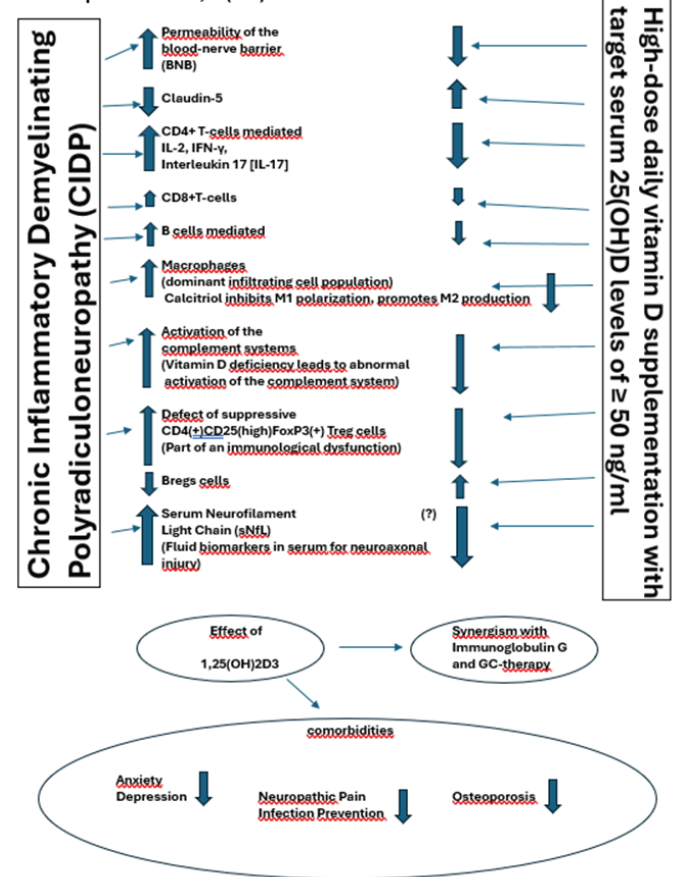 Chronic Inflammatory Demyelinating
Polyradiculoneuropathy (CIDP)
Permeability of the
blood-nerve barrier
(BNB)
Claudin-5
CD4+ T-cells mediated
IL-2, IFN-γ,
Interleukin 17 [IL-17]
CD8+T-cells
B cells mediated
Macrophages
(dominant infiltrating cell population)
Calcitriol inhibits M1 polarization, promotes M2 production
Activation of the
complement systems
(Vitamin D deficiency leads to abnormal
activation of the complement system)
Defect of suppressive
CD4(+)CD25(high)FoxP3(+) Treg cells
(Part of an immunological dysfunction)
Bregs cells
Serum Neurofilament
Light Chain (sNfL)
(Fluid biomarkers in serum for neuroaxonal
injury)
(?)
High-dose daily vitamin D supplementation with
target serum 25(OH)D levels of ≥ 50 ng/ml
Effect of
1,25(OH)2D3
Synergism with
Immunoglobulin G
and GC-therapy
comorbidities
Anxiety
Depression
Neuropathic Pain
Infection Prevention
Osteoporosis